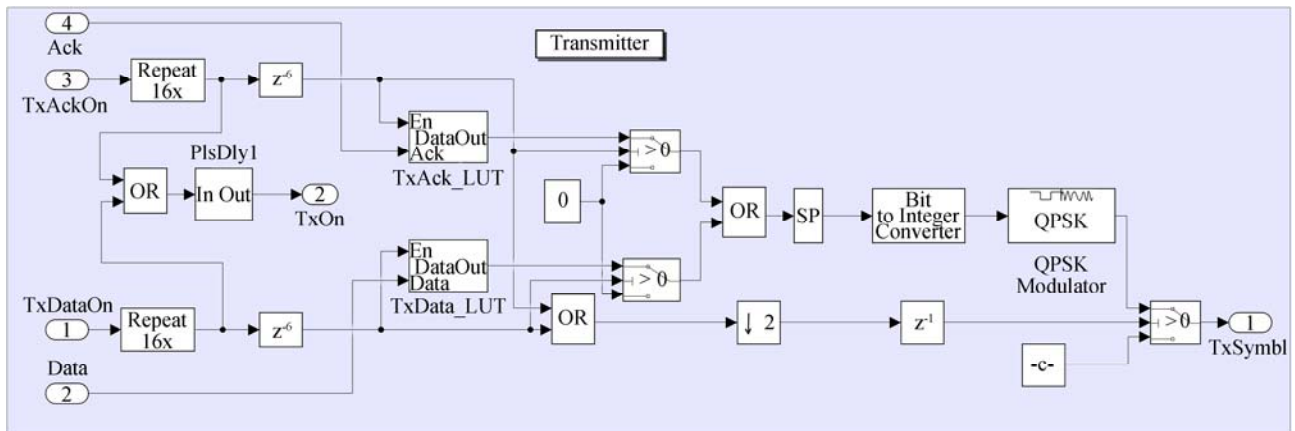 4
Ack
Transmitter
3
TxAckOn
Repeat
16x
z⁻⁶
En
DataOut
Ack
TxAck_LUT
> 0
PlsDly1
OR
In Out
2
TxOn
0
OR
SP
Bit
to Integer
Converter
QPSK
QPSK
Modulator
En
DataOut
Data
TxData_LUT
> 0
TxDataOn
1
Repeat
16x
z⁻⁶
OR
↓ 2
z⁻¹
>0
1
TxSymbl
-c-
Data
2